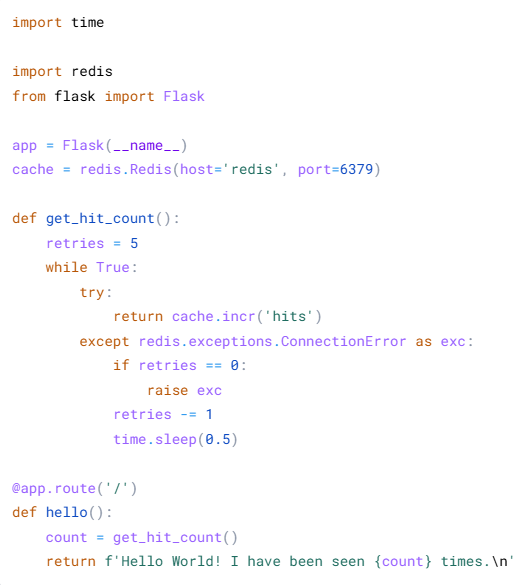 import time

import redis
from flask import Flask

app = Flask(__name__)
cache = redis.Redis(host='redis', port=6379)

def get_hit_count():
    retries = 5
    while True:
        try:
            return cache.incr('hits')
        except redis.exceptions.ConnectionError as exc:
            if retries == 0:
                raise exc
            retries -= 1
            time.sleep(0.5)

@app.route('/')
def hello():
    count = get_hit_count()
    return f'Hello World! I have been seen {count} times.\n'